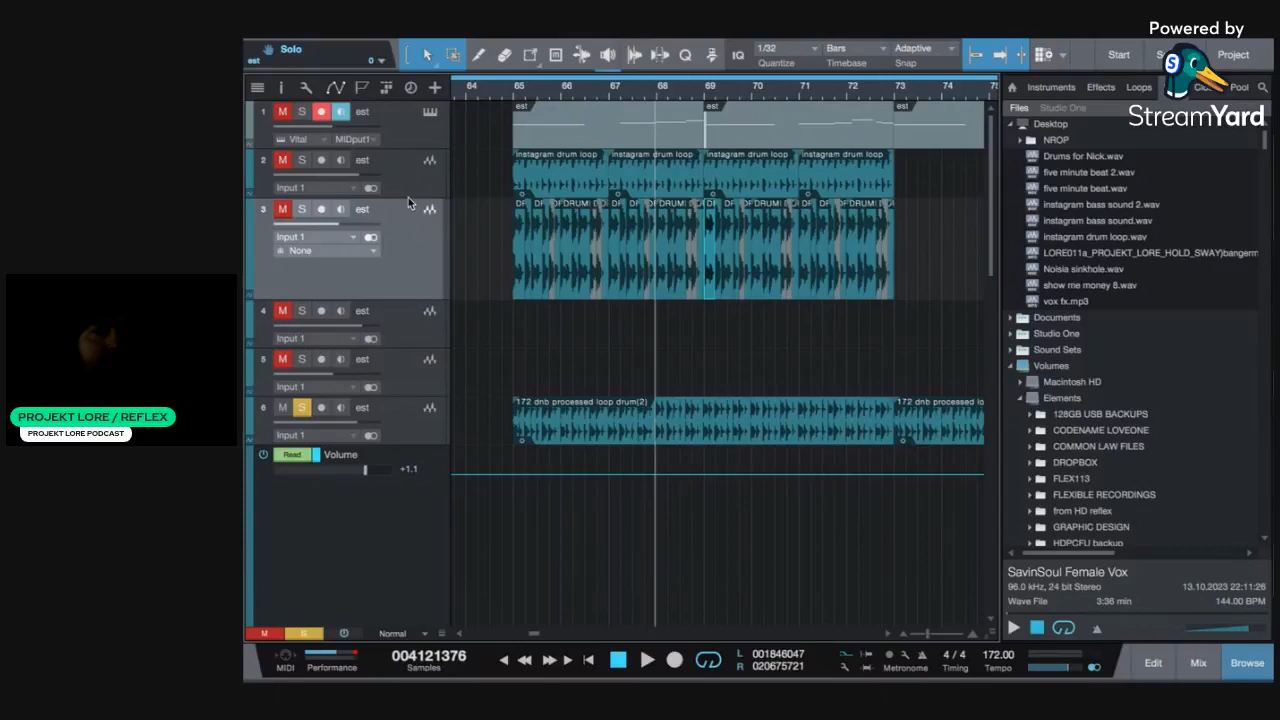 Powered by
StreamYard
Solo
est
0
IQ
1/32
Quantize
Bars
Timebase
Adaptive
Snap
Start
Project
64
65
66
67
68
69
70
71
72
73
74
Instruments
Effects
Loops
Pool
Files
Studio One
1
M
S
est
Vital
MIDput1
2
M
S
est
Input 1
3
M
S
est
Input 1
None
4
M
S
est
Input 1
5
M
S
est
Input 1
6
M
S
est
Input 1
Read
Volume
+1.1
est
est
est
instagram drum loop
instagram drum loop
instagram drum loop
instagram drum loop
172 dnb processed loop drum(2)
172 dnb processed lo
Desktop
NROP
Drums for Nick.wav
five minute beat 2.wav
five minute beat.wav
instagram bass sound 2.wav
instagram bass sound.wav
instagram drum loop.wav
LORE011a_PROJEKT_LORE_HOLD_SWAY)bangerm
Noisia sinkhole.wav
show me money 8.wav
vox fx.mp3
Documents
Studio One
Sound Sets
Volumes
Macintosh HD
Elements
128GB USB BACKUPS
CODENAME LOVEONE
COMMON LAW FILES
DROPBOX
FLEX113
FLEXIBLE RECORDINGS
from HD reflex
GRAPHIC DESIGN
HDPCFU backup
SavinSoul Female Vox
96.0 kHz, 24 bit Stereo
13.10.2023 22:11:26
Wave File
3:36 min
144.00 BPM
PROJEKT LORE / REFLEX
PROJEKT LORE PODCAST
M
S
Normal
MIDI
Performance
004121376
Samples
L 001846047
R 020675721
Metronome
4 / 4
Timing
172.00
Tempo
Edit
Mix
Browse